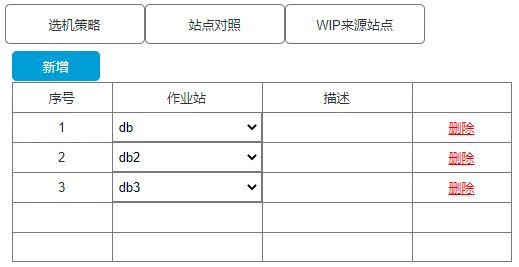 选机策略 站点对照 WIP来源站点
新增
序号 作业站 描述
1 db 删除
2 db2 删除
3 db3 删除